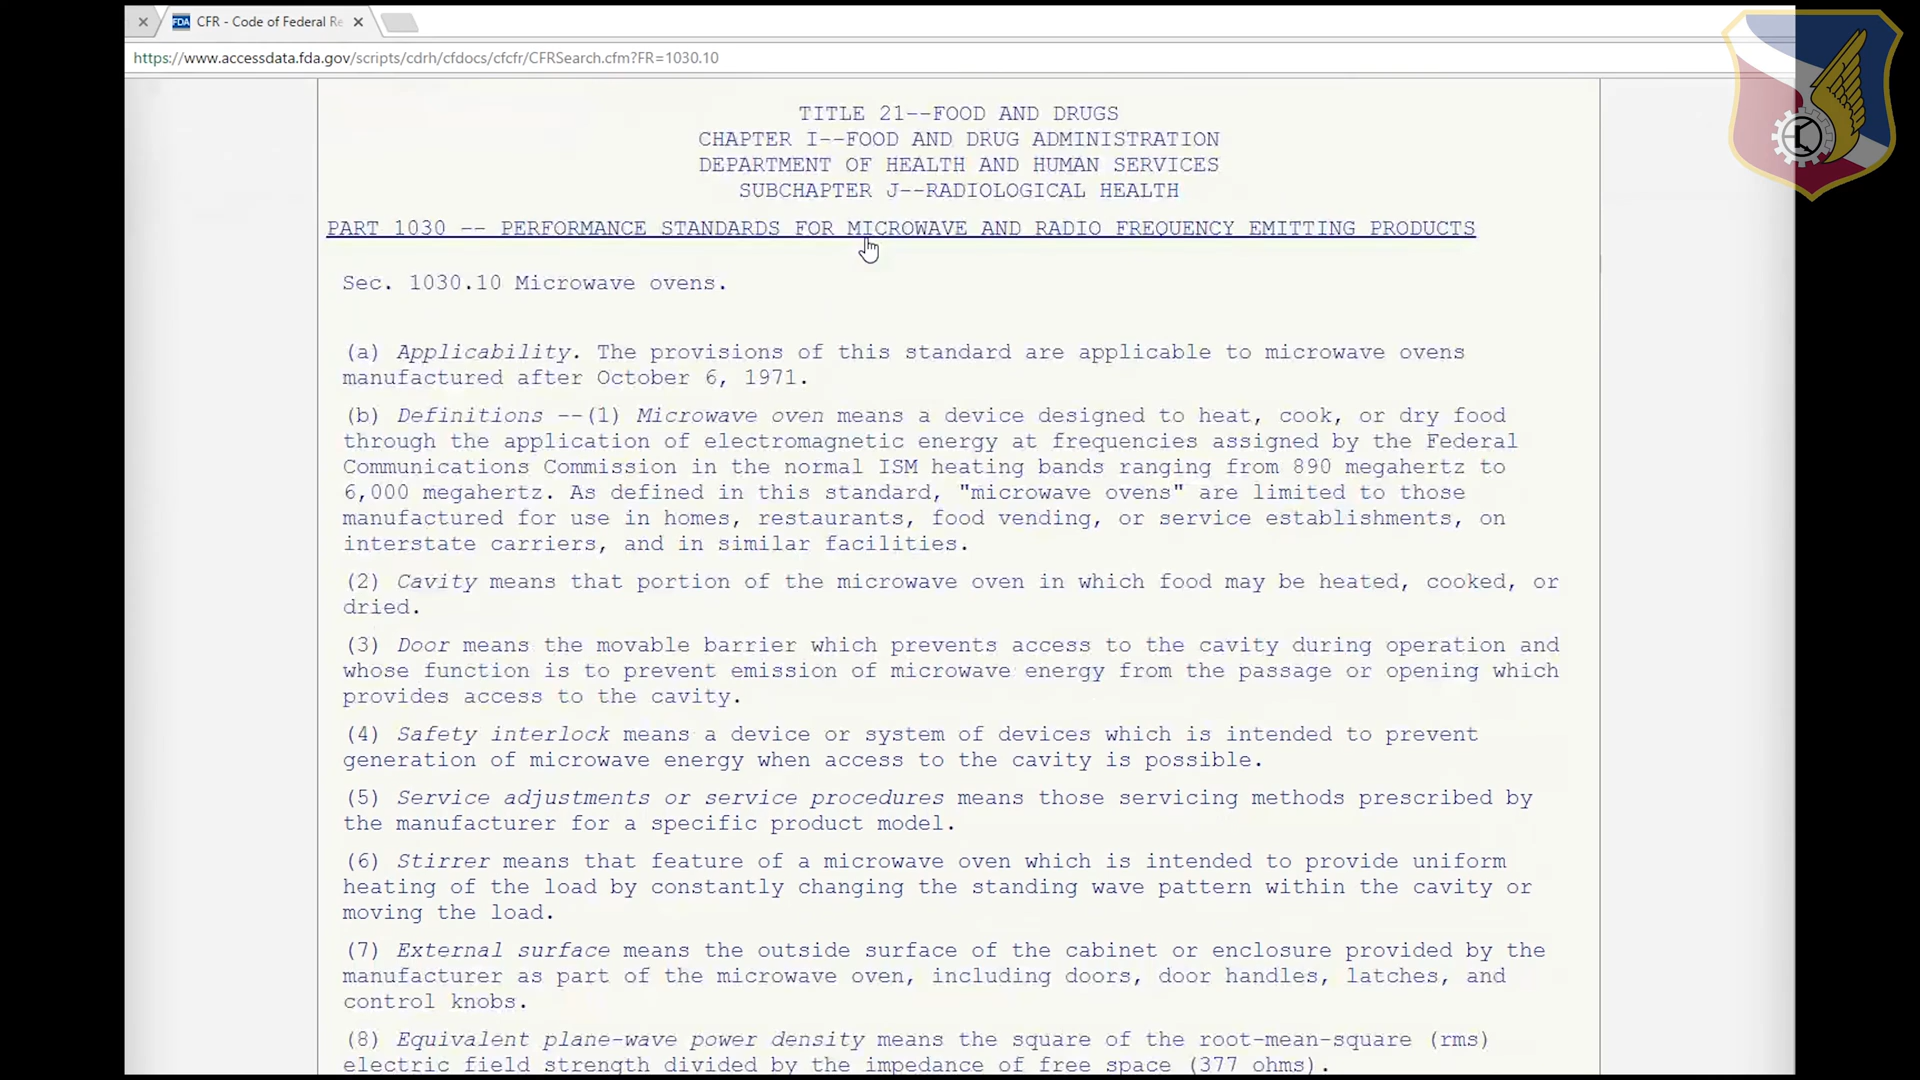 FDA CFR - Code of Federal Re
https://www.accessdata.fda.gov/scripts/cdrh/cfdocs/cfcfr/CFRSearch.cfm?FR=1030.10
TITLE 21--FOOD AND DRUGS
CHAPTER I--FOOD AND DRUG ADMINISTRATION
DEPARTMENT OF HEALTH AND HUMAN SERVICES
SUBCHAPTER J--RADIOLOGICAL HEALTH
PART 1030 -- PERFORMANCE STANDARDS FOR MICROWAVE AND RADIO FREQUENCY EMITTING PRODUCTS
Sec. 1030.10 Microwave ovens.
(a) Applicability. The provisions of this standard are applicable to microwave ovens
manufactured after October 6, 1971.
(b) Definitions --(1) Microwave oven means a device designed to heat, cook, or dry food
through the application of electromagnetic energy at frequencies assigned by the Federal
Communications Commission in the normal ISM heating bands ranging from 890 megahertz to
6,000 megahertz. As defined in this standard, "microwave ovens" are limited to those
manufactured for use in homes, restaurants, food vending, or service establishments, on
interstate carriers, and in similar facilities.
(2) Cavity means that portion of the microwave oven in which food may be heated, cooked, or
dried.
(3) Door means the movable barrier which prevents access to the cavity during operation and
whose function is to prevent emission of microwave energy from the passage or opening which
provides access to the cavity.
(4) Safety interlock means a device or system of devices which is intended to prevent
generation of microwave energy when access to the cavity is possible.
(5) Service adjustments or service procedures means those servicing methods prescribed by
the manufacturer for a specific product model.
(6) Stirrer means that feature of a microwave oven which is intended to provide uniform
heating of the load by constantly changing the standing wave pattern within the cavity or
moving the load.
(7) External surface means the outside surface of the cabinet or enclosure provided by the
manufacturer as part of the microwave oven, including doors, door handles, latches, and
control knobs.
(8) Equivalent plane-wave power density means the square of the root-mean-square (rms)
electric field strength divided by the impedance of free space (377 ohms).